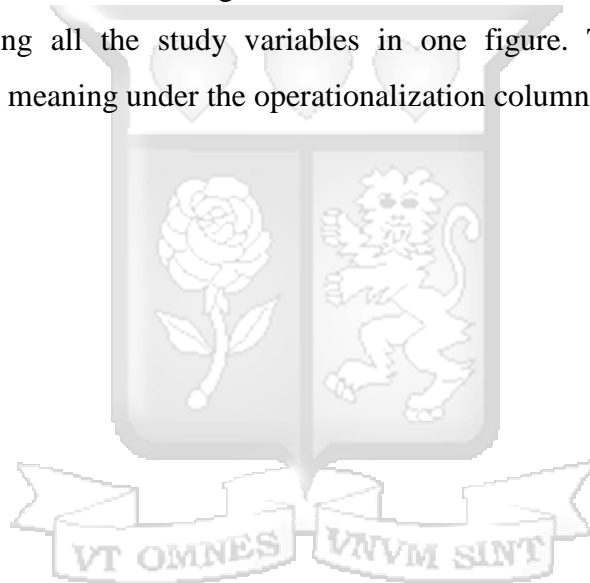 ng all the study variables in one figure.
meaning under the operationalization column
VT OMNES VNVM SINT